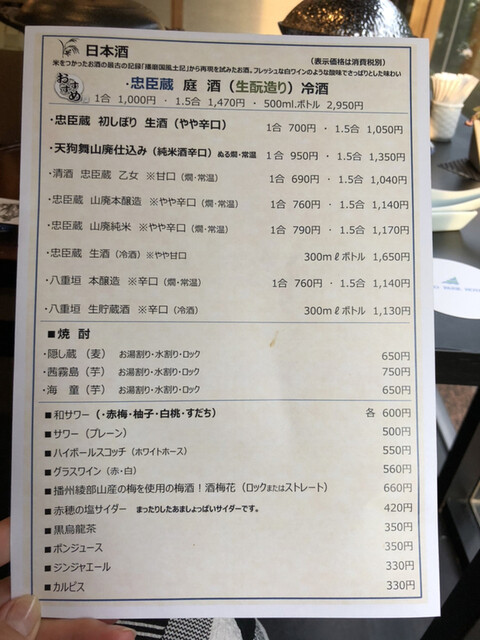 日本酒
(表示価格は消費税別)
米をつかったお酒の最古の記録「播磨国風土記」から再現を試みたお酒。フレッシュな白ワインのような酸味でさっぱりとした味わい
おすすめ
・忠臣蔵 庭 酒 (生酛造り) 冷酒
1合 1,000円 ・ 1.5合 1,470円 ・ 500ml.ボトル 2,950円
・忠臣蔵 初しぼり 生酒 (やや辛口) 1合 700円 ・ 1.5合 1,050円
・天狗舞山廃仕込み (純米酒辛口) ぬる燗・常温 1合 950円 ・ 1.5合 1,350円
・清酒 忠臣蔵 乙女 ※甘口 (燗・常温) 1合 690円 ・ 1.5合 1,040円
・忠臣蔵 山廃本醸造 ※やや辛口 (燗・常温) 1合 760円 ・ 1.5合 1,140円
・忠臣蔵 山廃純米 ※やや辛口 (燗・常温) 1合 790円 ・ 1.5合 1,170円
・忠臣蔵 生酒 (冷酒) ※やや甘口 300mℓボトル 1,650円
・八重垣 本醸造 ※辛口 (燗・常温) 1合 760円 ・ 1.5合 1,140円
・八重垣 生貯蔵酒 ※辛口 (冷酒) 300mℓボトル 1,130円
■焼 酎
・隠し蔵 (麦) お湯割り・水割り・ロック 650円
・茜霧島 (芋) お湯割り・水割り・ロック 750円
・海 童 (芋) お湯割り・水割り・ロック 650円
■和サワー (・赤梅・柚子・白桃・すだち) 各 600円
■サワー (プレーン) 500円
■ハイボールスコッチ (ホワイトホース) 550円
■グラスワイン (赤・白) 560円
■播州綾部山産の梅を使用の梅酒!酒梅花 (ロックまたはストレート) 660円
■赤穂の塩サイダー まったりしたあましょっぱいサイダーです。 420円
■黒烏龍茶 350円
■ポンジュース 350円
■ジンジャエール 330円
■カルピス 330円